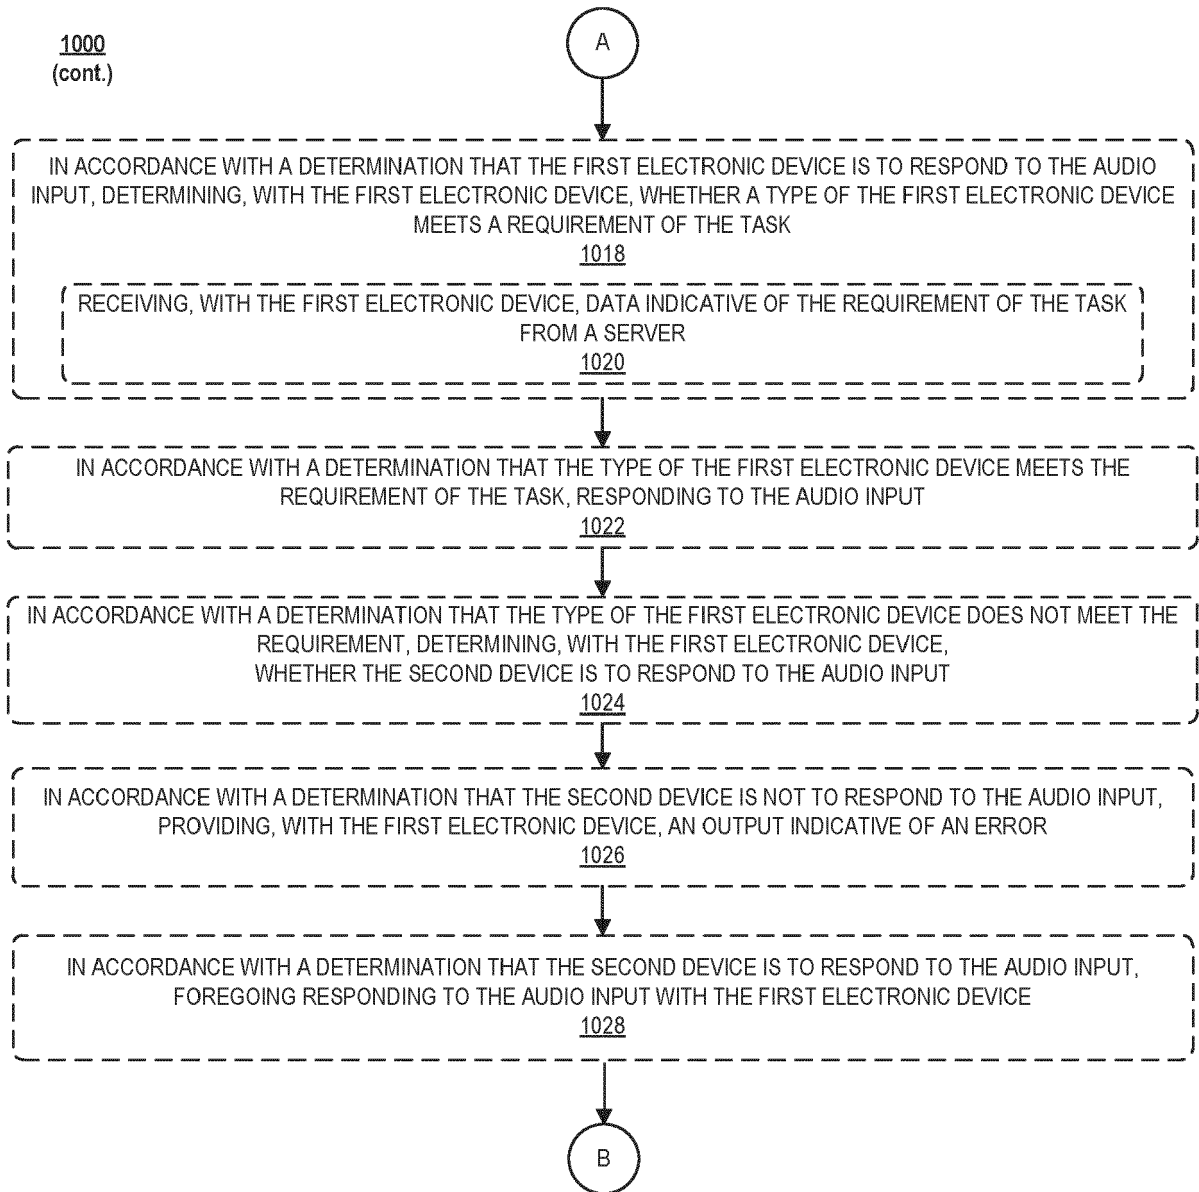 1000
(cont.)
A
IN ACCORDANCE WITH A DETERMINATION THAT THE FIRST ELECTRONIC DEVICE IS TO RESPOND TO THE AUDIO
INPUT, DETERMINING, WITH THE FIRST ELECTRONIC DEVICE, WHETHER A TYPE OF THE FIRST ELECTRONIC DEVICE
MEETS A REQUIREMENT OF THE TASK
1018
RECEIVING, WITH THE FIRST ELECTRONIC DEVICE, DATA INDICATIVE OF THE REQUIREMENT OF THE TASK
FROM A SERVER
1020
IN ACCORDANCE WITH A DETERMINATION THAT THE TYPE OF THE FIRST ELECTRONIC DEVICE MEETS THE
REQUIREMENT OF THE TASK, RESPONDING TO THE AUDIO INPUT
1022
IN ACCORDANCE WITH A DETERMINATION THAT THE TYPE OF THE FIRST ELECTRONIC DEVICE DOES NOT MEET THE
REQUIREMENT, DETERMINING, WITH THE FIRST ELECTRONIC DEVICE,
WHETHER THE SECOND DEVICE IS TO RESPOND TO THE AUDIO INPUT
1024
IN ACCORDANCE WITH A DETERMINATION THAT THE SECOND DEVICE IS NOT TO RESPOND TO THE AUDIO INPUT,
PROVIDING, WITH THE FIRST ELECTRONIC DEVICE, AN OUTPUT INDICATIVE OF AN ERROR
1026
IN ACCORDANCE WITH A DETERMINATION THAT THE SECOND DEVICE IS TO RESPOND TO THE AUDIO INPUT,
FOREGOING RESPONDING TO THE AUDIO INPUT WITH THE FIRST ELECTRONIC DEVICE
1028
B